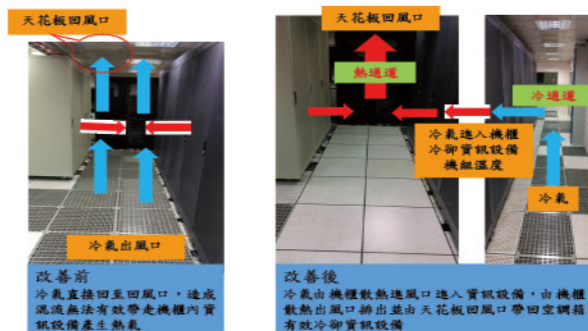 天花板回風口
冷氣出風口
改善前
冷氣直接回至回風口，造成
混流無法有效帶走機櫃內資
訊設備產生熱氣
天花板回風口
熱通道
冷通道
冷氣進入機櫃
冷卻資訊設備
機組溫度
冷氣
改善後
冷氣由機櫃散熱進風口進入資訊設備，由機櫃
散熱出風口排出並由天花板回風口帶回空調箱
有效冷卻資訊設備